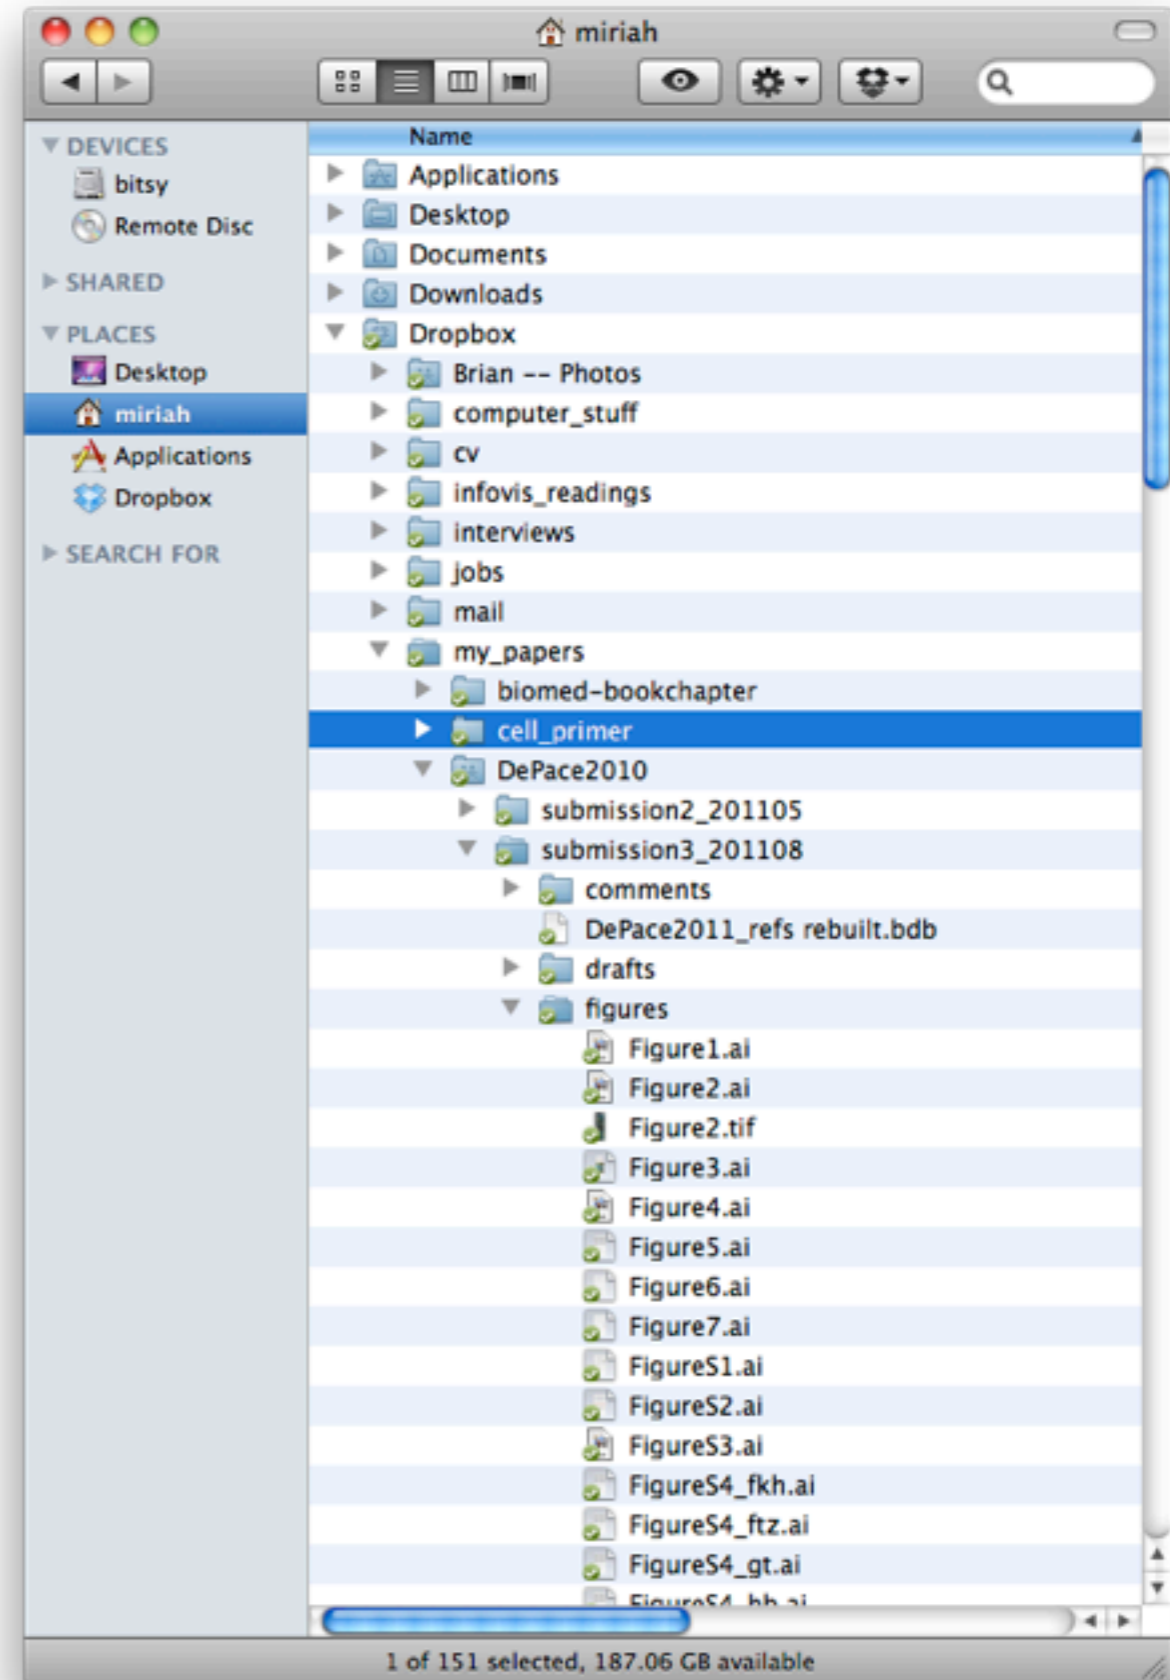 miriah
DEVICES
bitsy
Remote Disc
SHARED
PLACES
Desktop
miriah
Applications
Dropbox
SEARCH FOR
Name
Applications
Desktop
Documents
Downloads
Dropbox
Brian -- Photos
computer_stuff
cv
infovis_readings
interviews
jobs
mail
my_papers
biomed-bookchapter
cell_primer
DePace2010
submission2_201105
submission3_201108
comments
DePace2011_refs rebuilt.bdb
drafts
figures
Figure1.ai
Figure2.ai
Figure2.tif
Figure3.ai
Figure4.ai
Figure5.ai
Figure6.ai
Figure7.ai
FigureS1.ai
FigureS2.ai
FigureS3.ai
FigureS4_fkh.ai
FigureS4_ftz.ai
FigureS4_gt.ai
FigureS4_hb.ai
1 of 151 selected, 187.06 GB available